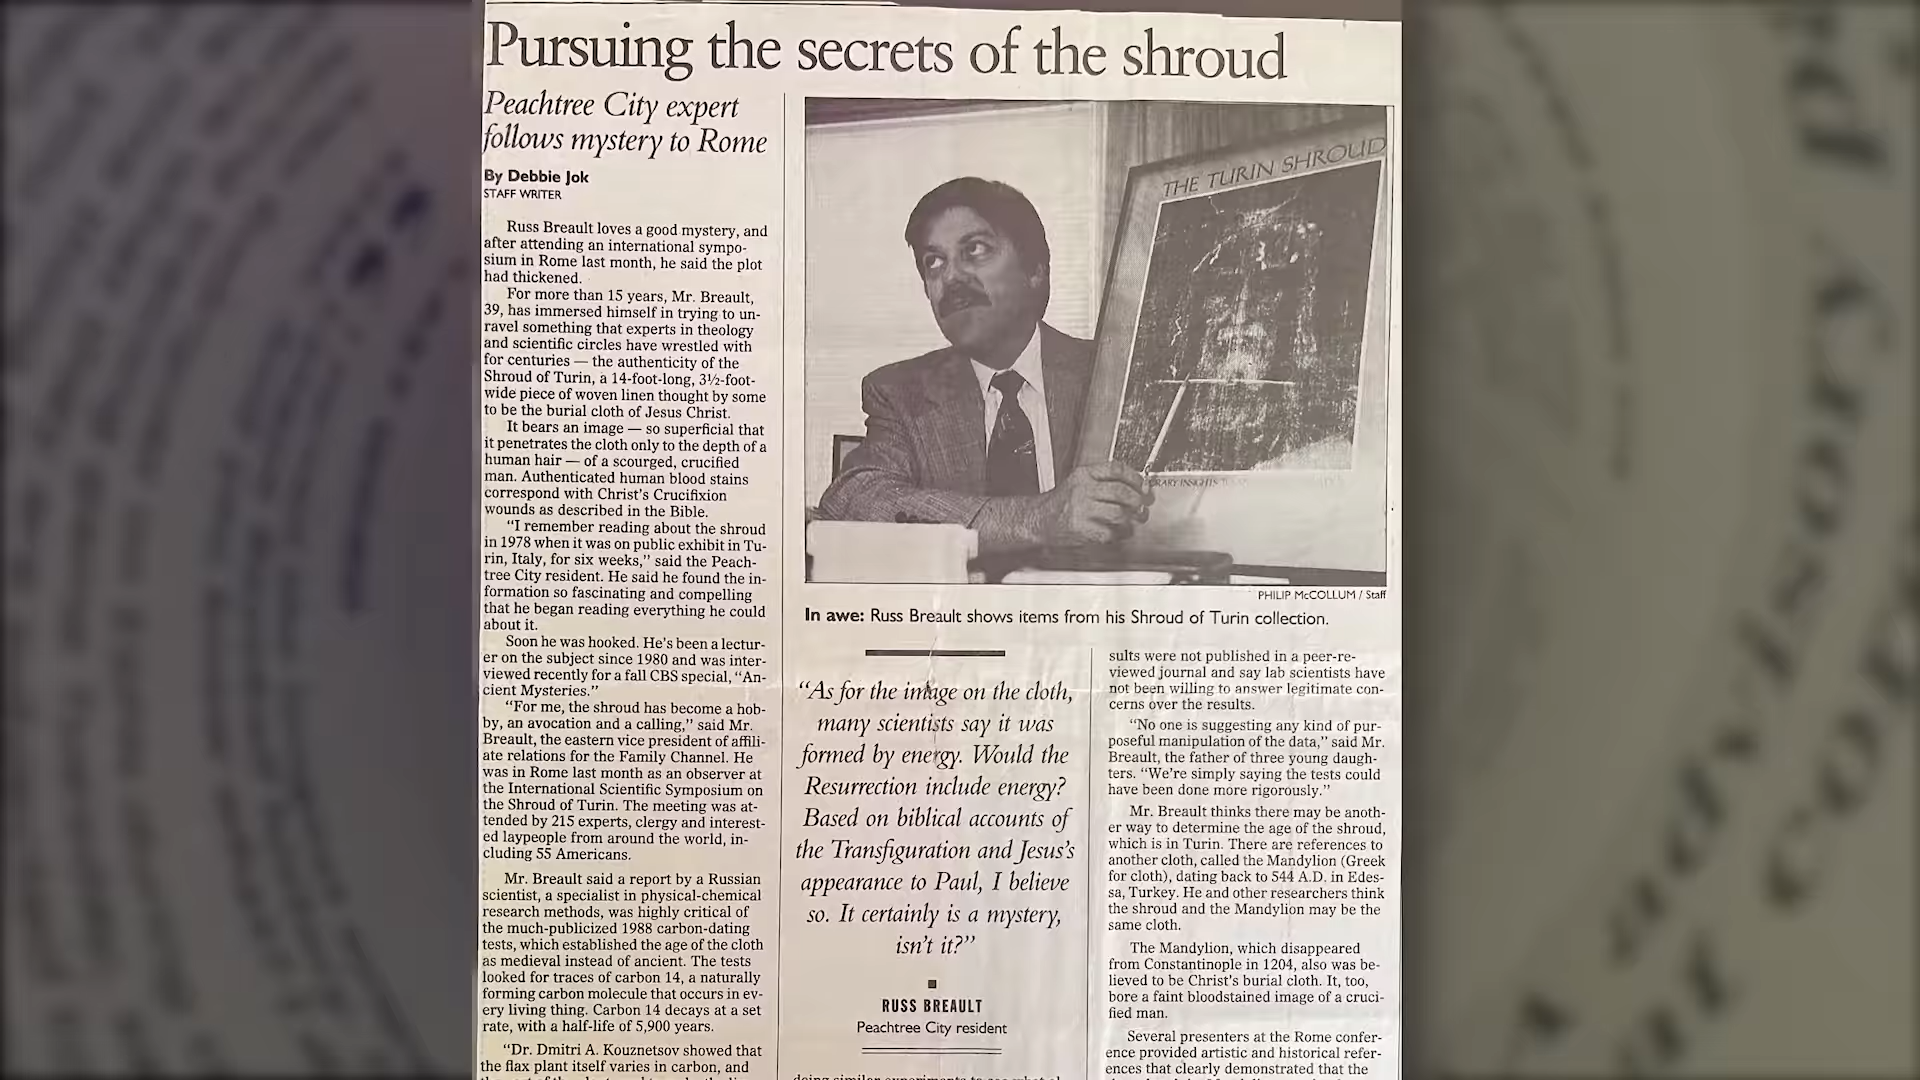 Pursuing the secrets of the shroud
Peachtree City expert
follows mystery to Rome
By Debbie Jok
STAFF WRITER
Russ Breault loves a good mystery, and
after attending an international sympo-
sium in Rome last month, he said the plot
had thickened.
For more than 15 years, Mr. Breault,
39, has immersed himself in trying to un-
ravel something that experts in theology
and scientific circles have wrestled with
for centuries — the authenticity of the
Shroud of Turin, a 14-foot-long, 3½-foot-
wide piece of woven linen thought by some
to be the burial cloth of Jesus Christ.
It bears an image — so superficial that
it penetrates the cloth only to the depth of a
human hair — of a scourged, crucified
man. Authenticated human blood stains
correspond with Christ's Crucifixion
wounds as described in the Bible.
"I remember reading about the shroud
in 1978 when it was on public exhibit in Tu-
rin, Italy, for six weeks," said the Peach-
tree City resident. He said he found the in-
formation so fascinating and compelling
that he began reading everything he could
about it.
Soon he was hooked. He's been a lectur-
er on the subject since 1980 and was inter-
viewed recently for a fall CBS special, "An-
cient Mysteries."
"For me, the shroud has become a hob-
by, an avocation and a calling," said Mr.
Breault, the eastern vice president of affili-
ate relations for the Family Channel. He
was in Rome last month as an observer at
the International Scientific Symposium on
the Shroud of Turin. The meeting was at-
tended by 215 experts, clergy and interest-
ed laypeople from around the world, in-
cluding 55 Americans.
Mr. Breault said a report by a Russian
scientist, a specialist in physical-chemical
research methods, was highly critical of
the much-publicized 1988 carbon-dating
tests, which established the age of the cloth
as medieval instead of ancient. The tests
looked for traces of carbon 14, a naturally
forming carbon molecule that occurs in ev-
ery living thing. Carbon 14 decays at a set
rate, with a half-life of 5,900 years.
"Dr. Dmitri A. Kouznetsov showed that
the flax plant itself varies in carbon, and
THE TURIN SHROUD
PHILIP McCOLLUM / Staff
In awe: Russ Breault shows items from his Shroud of Turin collection.
"As for the image on the cloth,
many scientists say it was
formed by energy. Would the
Resurrection include energy?
Based on biblical accounts of
the Transfiguration and Jesus's
appearance to Paul, I believe
so. It certainly is a mystery,
isn't it?"
RUSS BREAULT
Peachtree City resident
sults were not published in a peer-re-
viewed journal and say lab scientists have
not been willing to answer legitimate con-
cerns over the results.
"No one is suggesting any kind of pur-
poseful manipulation of the data," said Mr.
Breault, the father of three young daugh-
ters. "We're simply saying the tests could
have been done more rigorously."
Mr. Breault thinks there may be anoth-
er way to determine the age of the shroud,
which is in Turin. There are references to
another cloth, called the Mandylion (Greek
for cloth), dating back to 544 A.D. in Edes-
sa, Turkey. He and other researchers think
the shroud and the Mandylion may be the
same cloth.
The Mandylion, which disappeared
from Constantinople in 1204, also was be-
lieved to be Christ's burial cloth. It, too,
bore a faint bloodstained image of a cruci-
fied man.
Several presenters at the Rome confer-
ence provided artistic and historical refer-
ences that clearly demonstrated that the